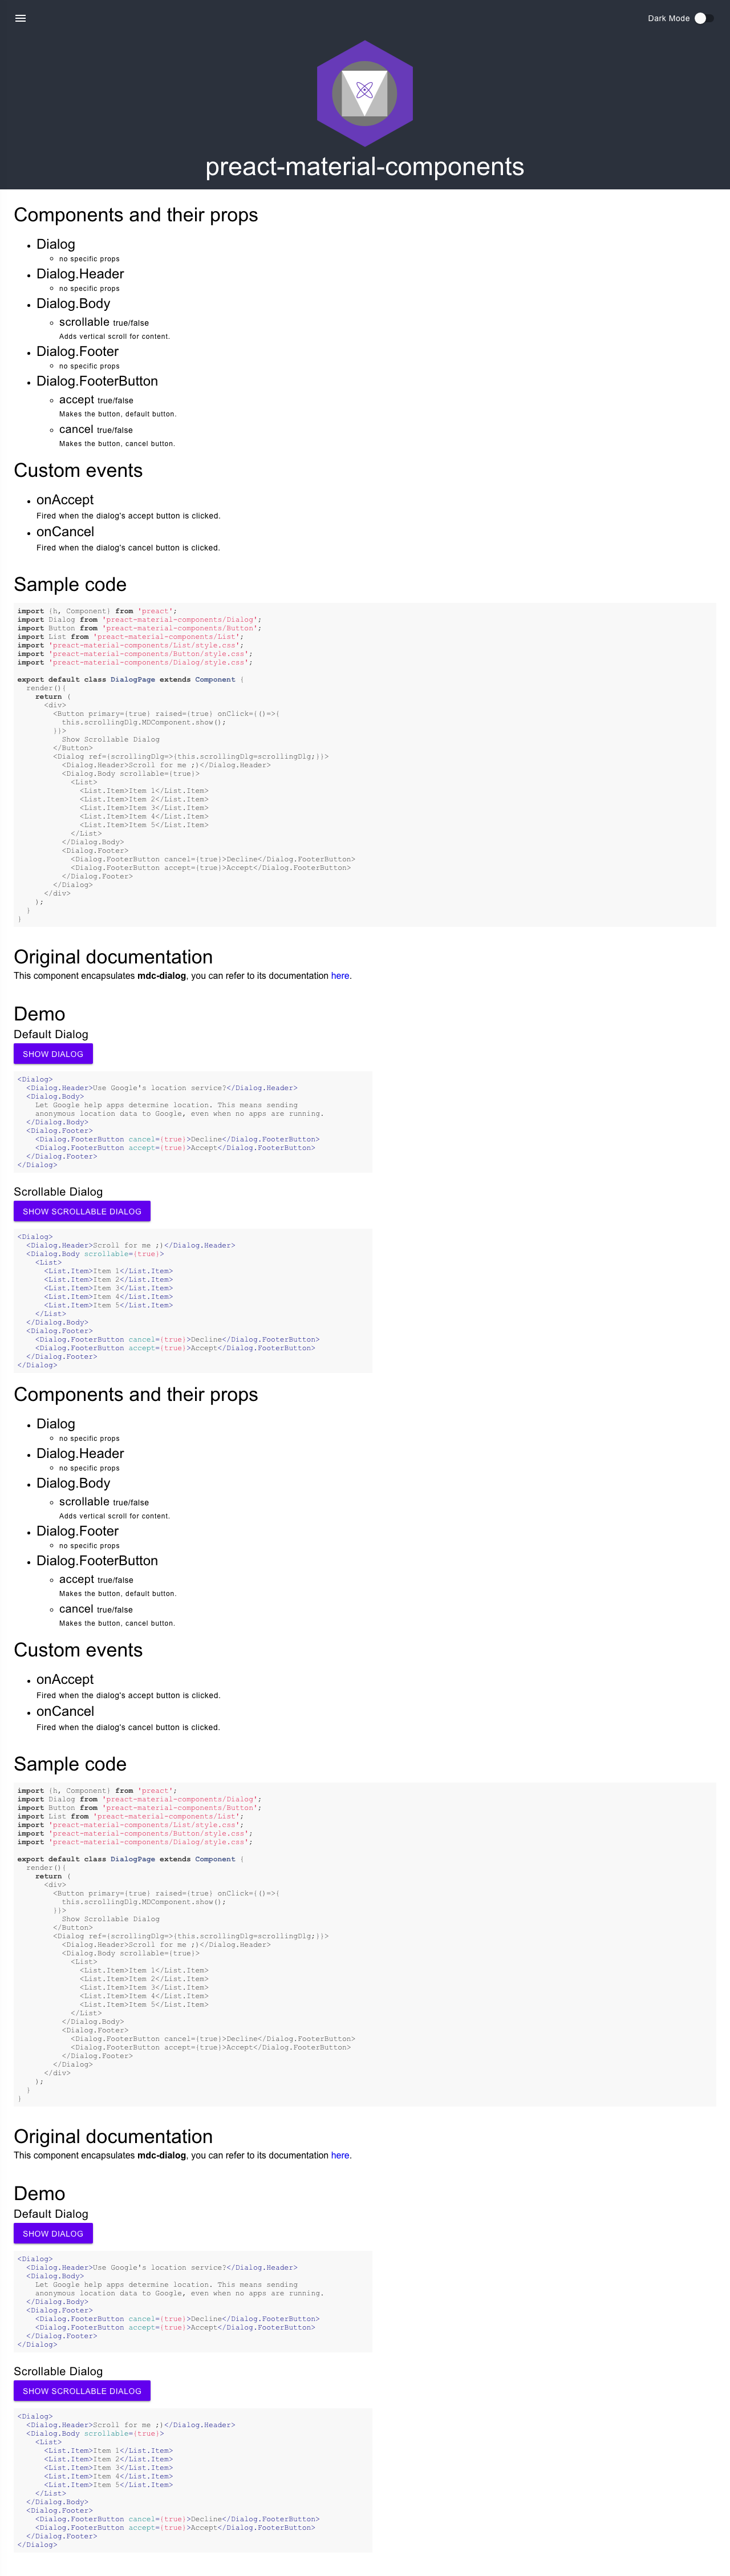 Dark Mode
preact-material-components
Components and their props
Dialog
no specific props
Dialog.Header
no specific props
Dialog.Body
scrollable true/false
Adds vertical scroll for content.
Dialog.Footer
no specific props
Dialog.FooterButton
accept true/false
Makes the button, default button.
cancel true/false
Makes the button, cancel button.
Custom events
onAccept
Fired when the dialog's accept button is clicked.
onCancel
Fired when the dialog's cancel button is clicked.
Sample code
import {h, Component} from 'preact';
import Dialog from 'preact-material-components/Dialog';
import Button from 'preact-material-components/Button';
import List from 'preact-material-components/List';
import 'preact-material-components/List/style.css';
import 'preact-material-components/Button/style.css';
import 'preact-material-components/Dialog/style.css';
export default class DialogPage extends Component {
render(){
return (
<div>
<Button primary={true} raised={true} onClick={()=>{
this.scrollingDlg.MDComponent.show();
}}>
Show Scrollable Dialog
</Button>
<Dialog ref={scrollingDlg=>{this.scrollingDlg=scrollingDlg;}}>
<Dialog.Header>Scroll for me ;)</Dialog.Header>
<Dialog.Body scrollable={true}>
<List>
<List.Item>Item 1</List.Item>
<List.Item>Item 2</List.Item>
<List.Item>Item 3</List.Item>
<List.Item>Item 4</List.Item>
<List.Item>Item 5</List.Item>
</List>
</Dialog.Body>
<Dialog.Footer>
<Dialog.FooterButton cancel={true}>Decline</Dialog.FooterButton>
<Dialog.FooterButton accept={true}>Accept</Dialog.FooterButton>
</Dialog.Footer>
</Dialog>
</div>
);
}
}
Original documentation
This component encapsulates mdc-dialog, you can refer to its documentation here.
Demo
Default Dialog
SHOW DIALOG
<Dialog>
<Dialog.Header>Use Google's location service?</Dialog.Header>
<Dialog.Body>
Let Google help apps determine location. This means sending
anonymous location data to Google, even when no apps are running.
</Dialog.Body>
<Dialog.Footer>
<Dialog.FooterButton cancel={true}>Decline</Dialog.FooterButton>
<Dialog.FooterButton accept={true}>Accept</Dialog.FooterButton>
</Dialog.Footer>
</Dialog>
Scrollable Dialog
SHOW SCROLLABLE DIALOG
<Dialog>
<Dialog.Header>Scroll for me ;)</Dialog.Header>
<Dialog.Body scrollable={true}>
<List>
<List.Item>Item 1</List.Item>
<List.Item>Item 2</List.Item>
<List.Item>Item 3</List.Item>
<List.Item>Item 4</List.Item>
<List.Item>Item 5</List.Item>
</List>
</Dialog.Body>
<Dialog.Footer>
<Dialog.FooterButton cancel={true}>Decline</Dialog.FooterButton>
<Dialog.FooterButton accept={true}>Accept</Dialog.FooterButton>
</Dialog.Footer>
</Dialog>
Components and their props
Dialog
no specific props
Dialog.Header
no specific props
Dialog.Body
scrollable true/false
Adds vertical scroll for content.
Dialog.Footer
no specific props
Dialog.FooterButton
accept true/false
Makes the button, default button.
cancel true/false
Makes the button, cancel button.
Custom events
onAccept
Fired when the dialog's accept button is clicked.
onCancel
Fired when the dialog's cancel button is clicked.
Sample code
import {h, Component} from 'preact';
import Dialog from 'preact-material-components/Dialog';
import Button from 'preact-material-components/Button';
import List from 'preact-material-components/List';
import 'preact-material-components/List/style.css';
import 'preact-material-components/Button/style.css';
import 'preact-material-components/Dialog/style.css';
export default class DialogPage extends Component {
render(){
return (
<div>
<Button primary={true} raised={true} onClick={()=>{
this.scrollingDlg.MDComponent.show();
}}>
Show Scrollable Dialog
</Button>
<Dialog ref={scrollingDlg=>{this.scrollingDlg=scrollingDlg;}}>
<Dialog.Header>Scroll for me ;)</Dialog.Header>
<Dialog.Body scrollable={true}>
<List>
<List.Item>Item 1</List.Item>
<List.Item>Item 2</List.Item>
<List.Item>Item 3</List.Item>
<List.Item>Item 4</List.Item>
<List.Item>Item 5</List.Item>
</List>
</Dialog.Body>
<Dialog.Footer>
<Dialog.FooterButton cancel={true}>Decline</Dialog.FooterButton>
<Dialog.FooterButton accept={true}>Accept</Dialog.FooterButton>
</Dialog.Footer>
</Dialog>
</div>
);
}
}
Original documentation
This component encapsulates mdc-dialog, you can refer to its documentation here.
Demo
Default Dialog
SHOW DIALOG
<Dialog>
<Dialog.Header>Use Google's location service?</Dialog.Header>
<Dialog.Body>
Let Google help apps determine location. This means sending
anonymous location data to Google, even when no apps are running.
</Dialog.Body>
<Dialog.Footer>
<Dialog.FooterButton cancel={true}>Decline</Dialog.FooterButton>
<Dialog.FooterButton accept={true}>Accept</Dialog.FooterButton>
</Dialog.Footer>
</Dialog>
Scrollable Dialog
SHOW SCROLLABLE DIALOG
<Dialog>
<Dialog.Header>Scroll for me ;)</Dialog.Header>
<Dialog.Body scrollable={true}>
<List>
<List.Item>Item 1</List.Item>
<List.Item>Item 2</List.Item>
<List.Item>Item 3</List.Item>
<List.Item>Item 4</List.Item>
<List.Item>Item 5</List.Item>
</List>
</Dialog.Body>
<Dialog.Footer>
<Dialog.FooterButton cancel={true}>Decline</Dialog.FooterButton>
<Dialog.FooterButton accept={true}>Accept</Dialog.FooterButton>
</Dialog.Footer>
</Dialog>